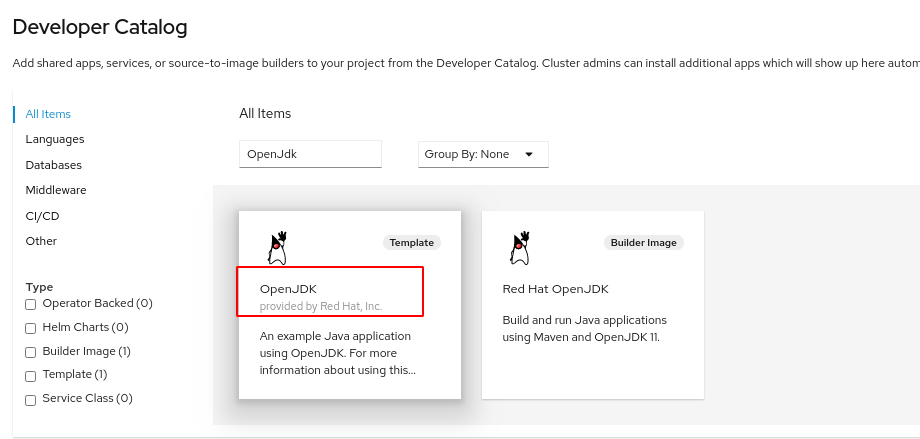 Developer Catalog
Add shared apps, services, or source-to-image builders to your project from the Developer Catalog. Cluster admins can install additional apps which will show up here autom
All Items
Languages
Databases
Middleware
CI/CD
Other
Type
Operator Backed (0)
Helm Charts (0)
Builder Image (1)
Template (1)
Service Class (0)
All Items
OpenJdk
Group By: None
Template
OpenJDK
provided by Red Hat, Inc.
An example Java application
using OpenJDK. For more
information about using this...
Builder Image
Red Hat OpenJDK
Build and run Java applications
using Maven and OpenJDK 11.